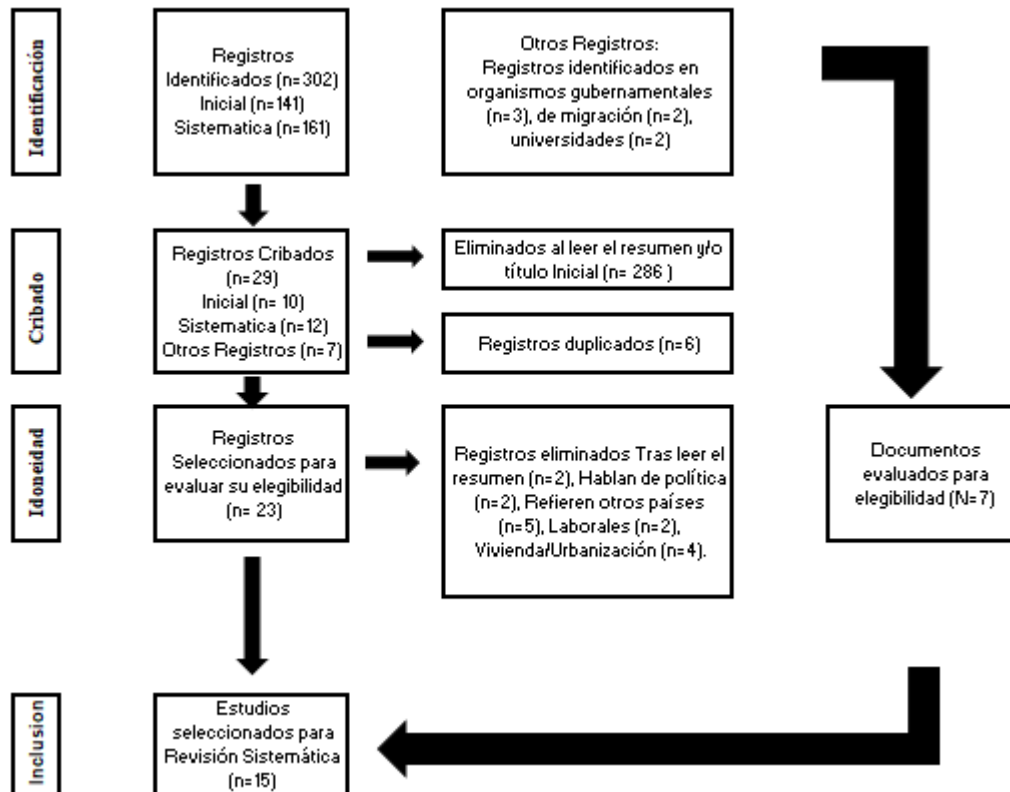 Identificación
Registros
Identificados (n=302)
Inicial (n=141)
Sistematica (n=161)
Otros Registros:
Registros identificados en
organismos gubernamentales
(n=3), de migración (n=2),
universidades (n=2)
Cribado
Registros Cribados
(n=29)
Inicial (n= 10)
Sistematica (n=12)
Otros Registros (n=7)
Eliminados al leer el resumen y/o
título Inicial (n= 286 )
Registros duplicados (n=6)
Idoneidad
Registros
Seleccionados para
evaluar su elegibilidad
(n= 23)
Registros eliminados Tras leer el
resumen (n=2), Hablan de política
(n=2), Refieren otros países
(n=5), Laborales (n=2),
Vivienda/Urbanización (n=4).
Documentos
evaluados para
elegibilidad (N=7)
Inclusion
Estudios
seleccionados para
Revisión Sistemática
(n=15)